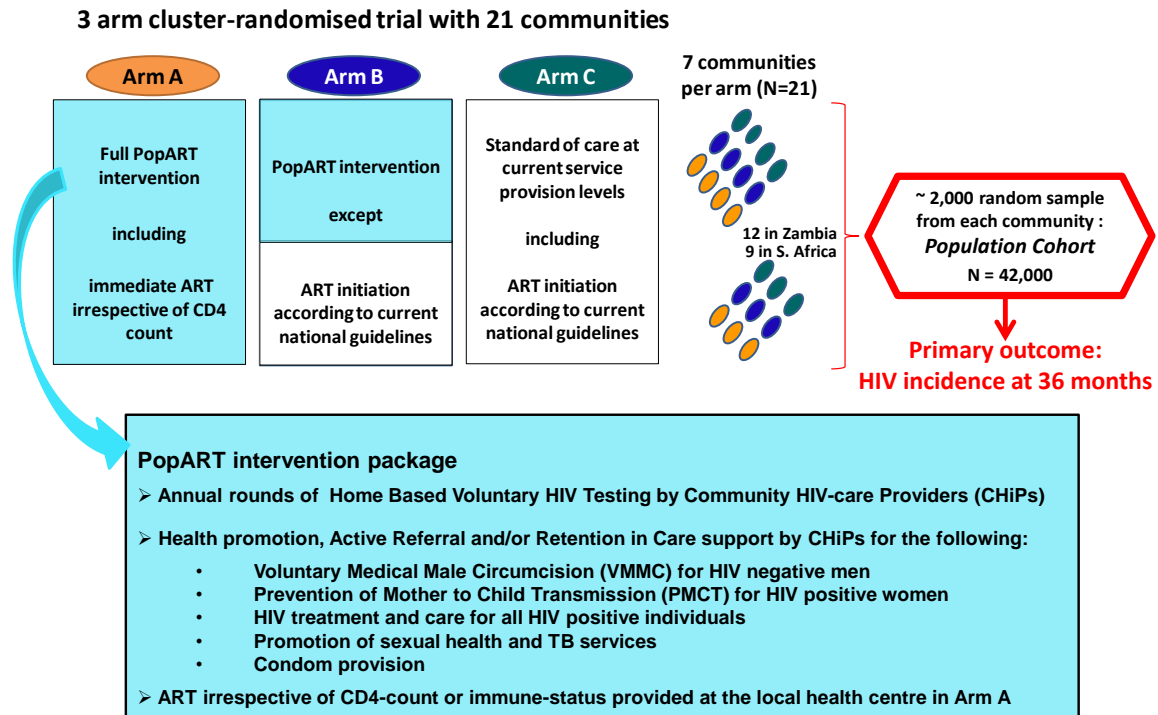 3 arm cluster-randomised trial with 21 communities
Arm A
Full PopART
intervention
including
immediate ART
irrespective of CD4
count
Arm B
PopART intervention
except
ART initiation
according to current
national guidelines
Arm C
Standard of care at
current service
provision levels
including
ART initiation
according to current
national guidelines
7 communities
per arm (N=21)
12 in Zambia
9 in S. Africa
~ 2,000 random sample
from each community :
Population Cohort
N = 42,000
Primary outcome:
HIV incidence at 36 months
PopART intervention package
➢ Annual rounds of Home Based Voluntary HIV Testing by Community HIV-care Providers (CHiPs)
➢ Health promotion, Active Referral and/or Retention in Care support by CHiPs for the following:
• Voluntary Medical Male Circumcision (VMMC) for HIV negative men
• Prevention of Mother to Child Transmission (PMCT) for HIV positive women
• HIV treatment and care for all HIV positive individuals
• Promotion of sexual health and TB services
• Condom provision
➢ ART irrespective of CD4-count or immune-status provided at the local health centre in Arm A